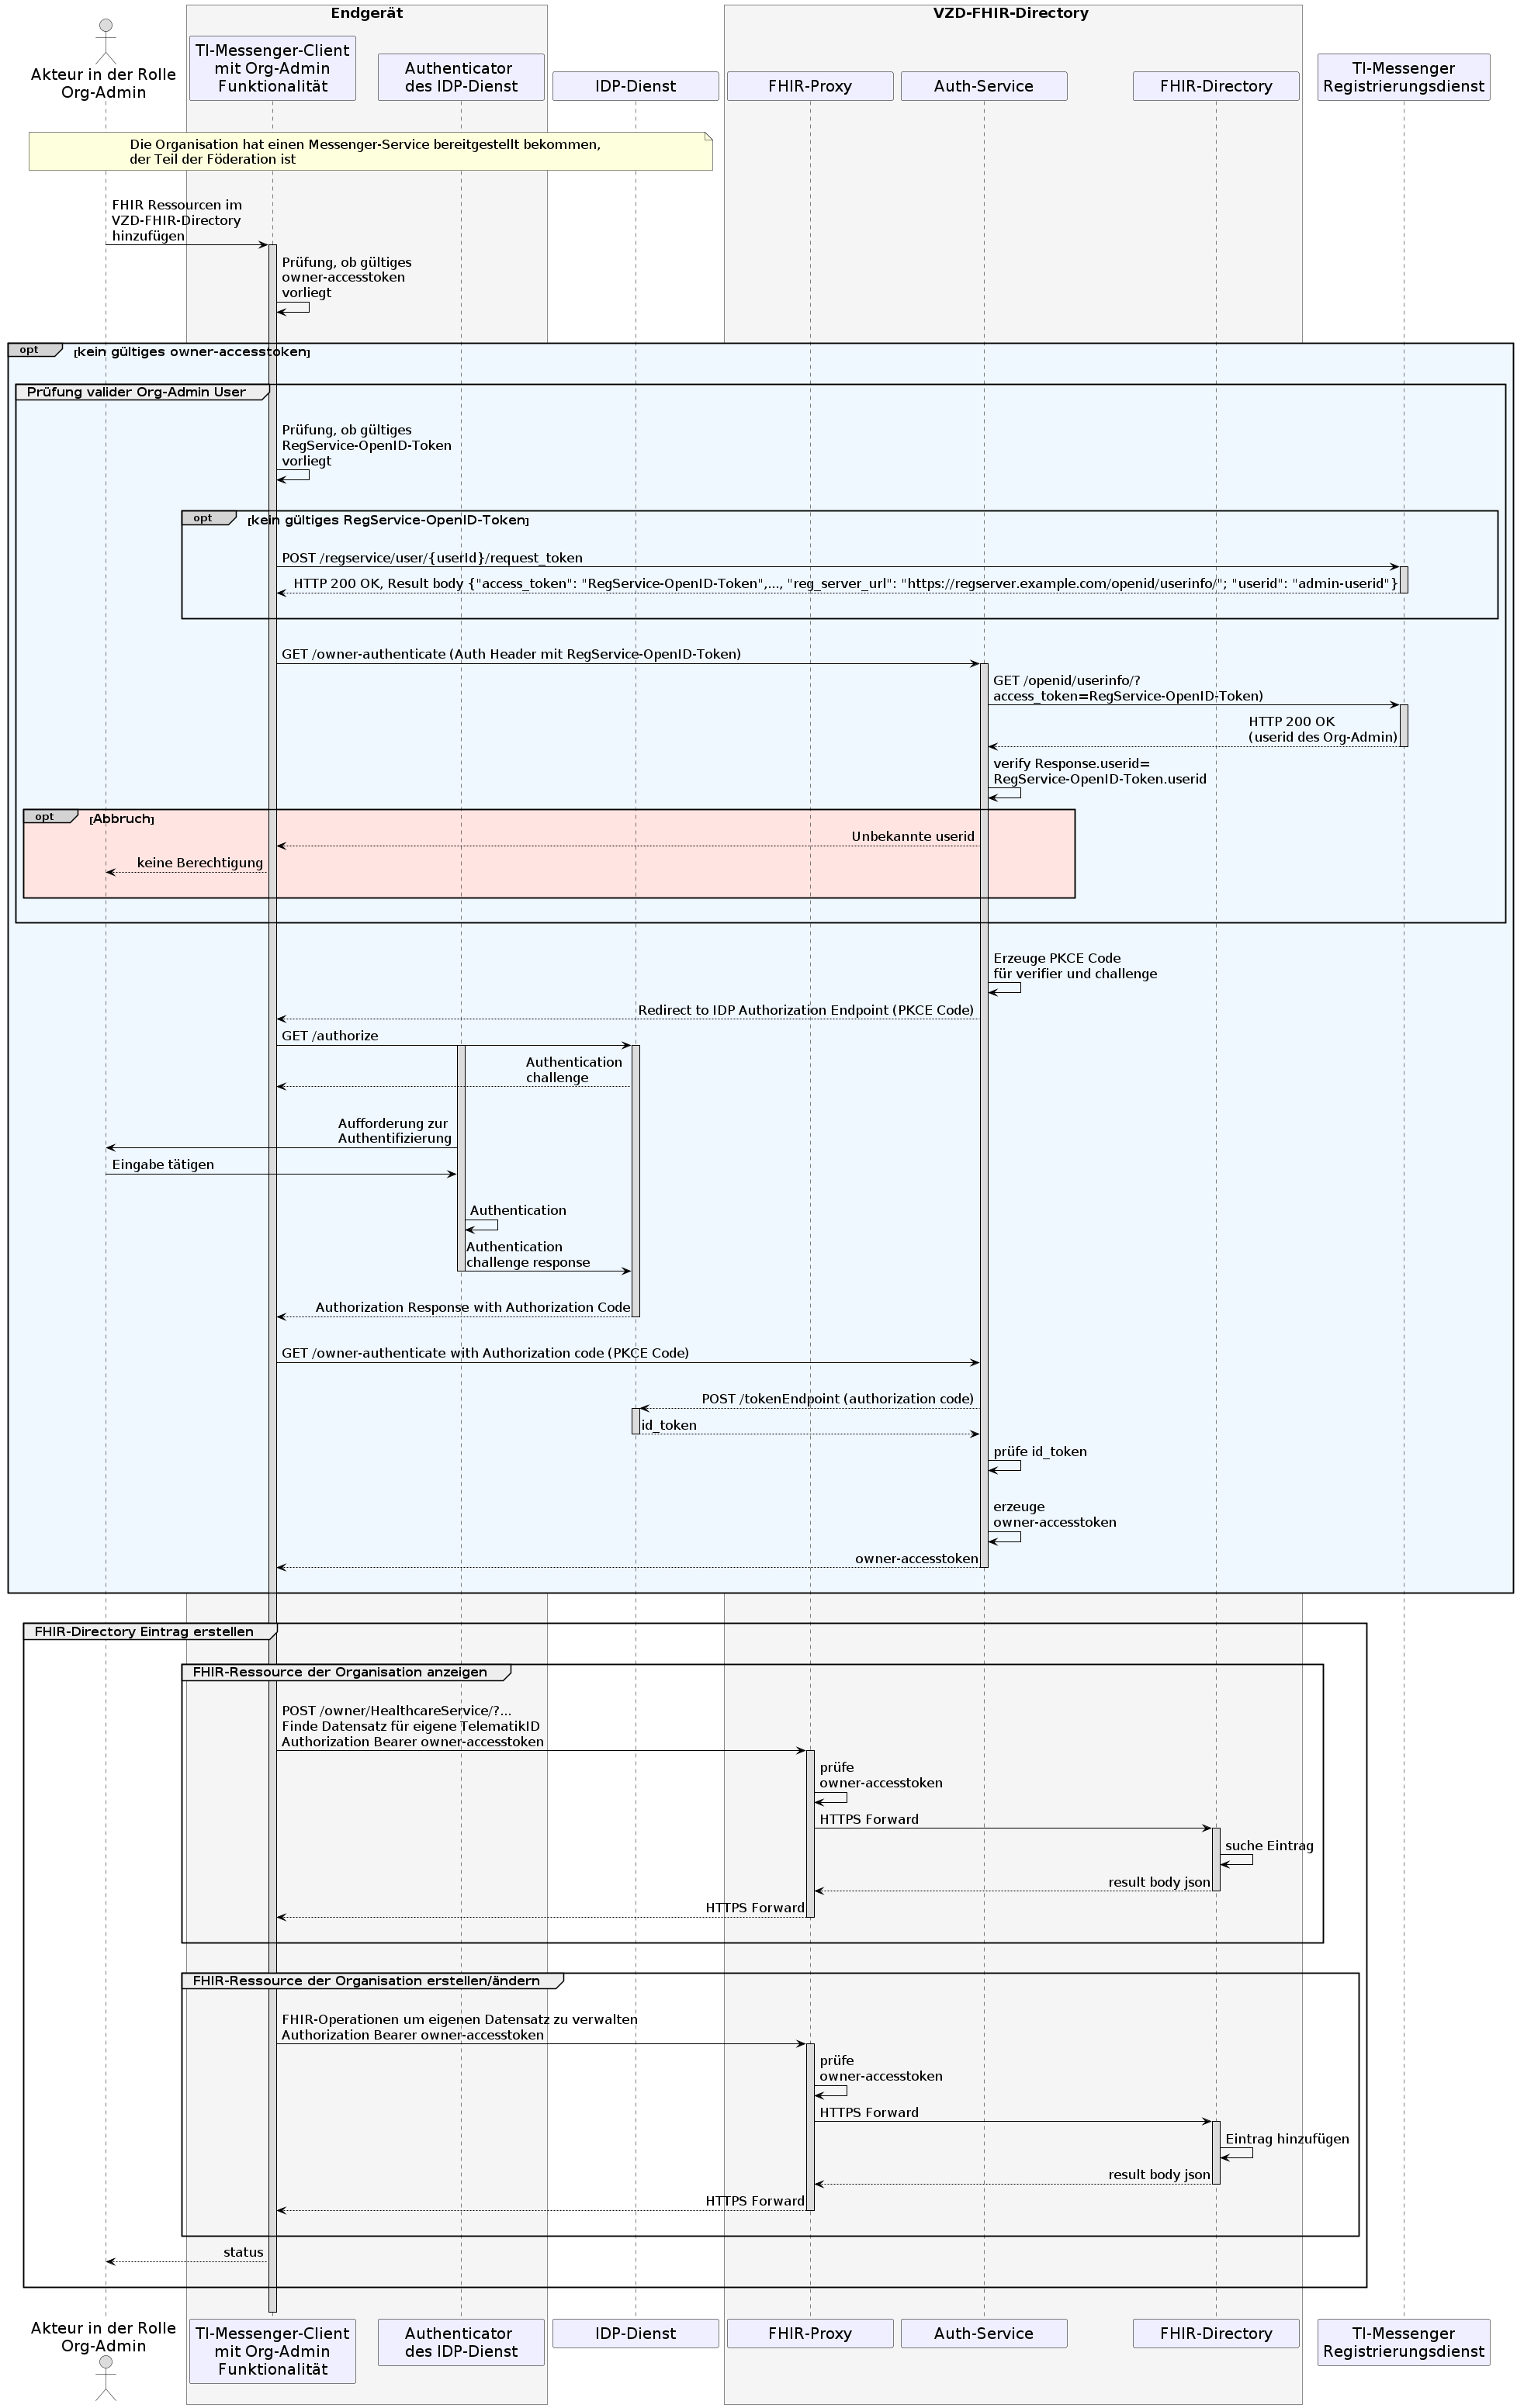 Endgerät
VZD-FHIR-Directory
Akteur in der Rolle
Org-Admin
TI-Messenger-Client
mit Org-Admin
Funktionalität
Authenticator
des IDP-Dienst
IDP-Dienst
FHIR-Proxy
Auth-Service
FHIR-Directory
TI-Messenger
Registrierungsdienst
Die Organisation hat einen Messenger-Service bereitgestellt bekommen,
der Teil der Föderation ist
FHIR Ressourcen im
VZD-FHIR-Directory
hinzufügen
Prüfung, ob gültiges
owner-accesstoken
vorliegt
opt [kein gültiges owner-accesstoken]
Prüfung valider Org-Admin User
Prüfung, ob gültiges
RegService-OpenID-Token
vorliegt
opt [kein gültiges RegService-OpenID-Token]
POST /regservice/user/{userId}/request_token
HTTP 200 OK, Result body {"access_token": "RegService-OpenID-Token",..., "reg_server_url": "https://regserver.example.com/openid/userinfo/"; "userid": "admin-userid"}
GET /owner-authenticate (Auth Header mit RegService-OpenID-Token)
GET /openid/userinfo/?
access_token=RegService-OpenID-Token)
HTTP 200 OK
(userid des Org-Admin)
verify Response.userid=
RegService-OpenID-Token.userid
opt [Abbruch]
Unbekannte userid
keine Berechtigung
Erzeuge PKCE Code
für verifier und challenge
Redirect to IDP Authorization Endpoint (PKCE Code)
GET /authorize
Authentication
challenge
Aufforderung zur
Authentifizierung
Eingabe tätigen
Authentication
Authentication
challenge response
Authorization Response with Authorization Code
GET /owner-authenticate with Authorization code (PKCE Code)
POST /tokenEndpoint (authorization code)
id_token
prüfe id_token
erzeuge
owner-accesstoken
owner-accesstoken
FHIR-Directory Eintrag erstellen
FHIR-Ressource der Organisation anzeigen
POST /owner/HealthcareService/?...
Finde Datensatz für eigene TelematikID
Authorization Bearer owner-accesstoken
prüfe
owner-accesstoken
HTTPS Forward
suche Eintrag
result body json
HTTPS Forward
FHIR-Ressource der Organisation erstellen/ändern
FHIR-Operationen um eigenen Datensatz zu verwalten
Authorization Bearer owner-accesstoken
prüfe
owner-accesstoken
HTTPS Forward
Eintrag hinzufügen
result body json
HTTPS Forward
status
Akteur in der Rolle
Org-Admin
TI-Messenger-Client
mit Org-Admin
Funktionalität
Authenticator
des IDP-Dienst
IDP-Dienst
FHIR-Proxy
Auth-Service
FHIR-Directory
TI-Messenger
Registrierungsdienst